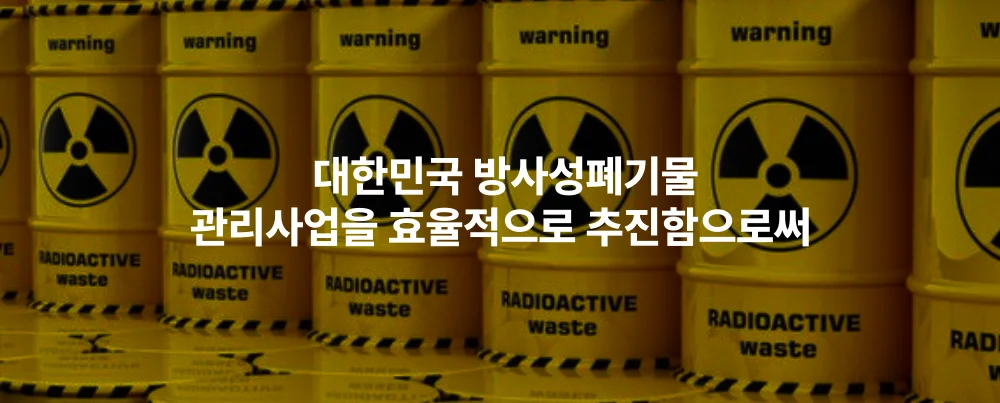 warning
warning
warning
warning
warning
대한민국 방사성폐기물
관리사업을 효율적으로 추진함으로써
RADIOACTIVE
waste
RADIOACTIVE
waste
RADIOACTIVE
waste
RADIOACTIVE
waste
RADIOACTIVE
waste